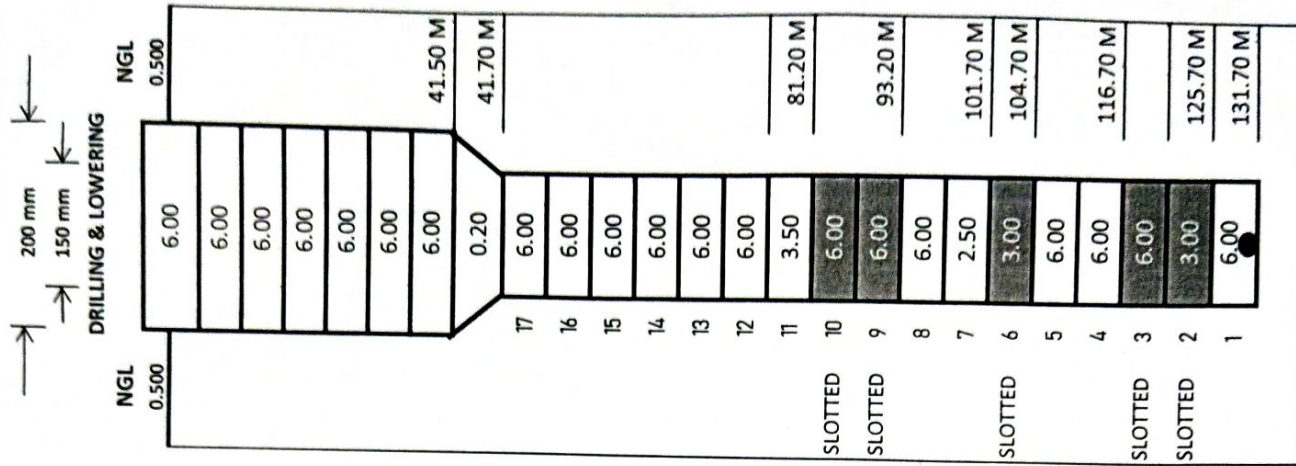 200 mm
150 mm
DRILLING & LOWERING
NGL NGL
0.500 0.500
6.00
6.00
6.00
6.00
6.00
6.00
6.00 41.50 M
0.20 41.70 M
17 6.00
16 6.00
15 6.00
14 6.00
13 6.00
12 6.00
11 3.50 81.20 M
SLOTTED 10 6.00
SLOTTED 9 6.00 93.20 M
8 6.00
7 2.50 101.70 M
SLOTTED 6 3.00 104.70 M
5 6.00
4 6.00 116.70 M
SLOTTED 3 6.00
SLOTTED 2 3.00 125.70 M
1 6.00 131.70 M